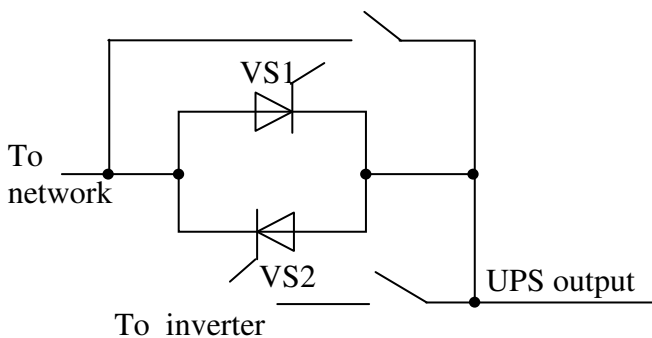 VS1
To
network
VS2
UPS output
To inverter